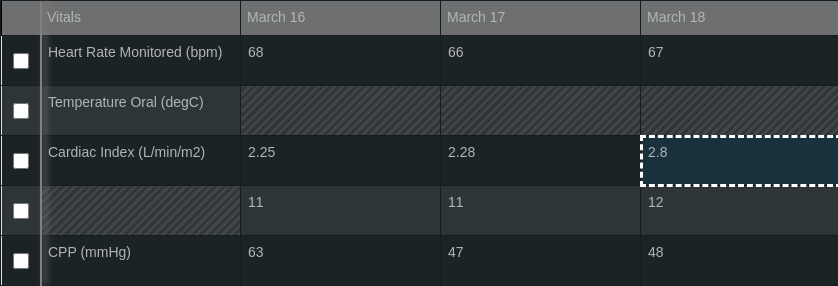 Vitals March 16 March 17 March 18
Heart Rate Monitored (bpm) 68 66 67
Temperature Oral (degC)
Cardiac Index (L/min/m2) 2.25 2.28 2.8
11 11 12
CPP (mmHg) 63 47 48